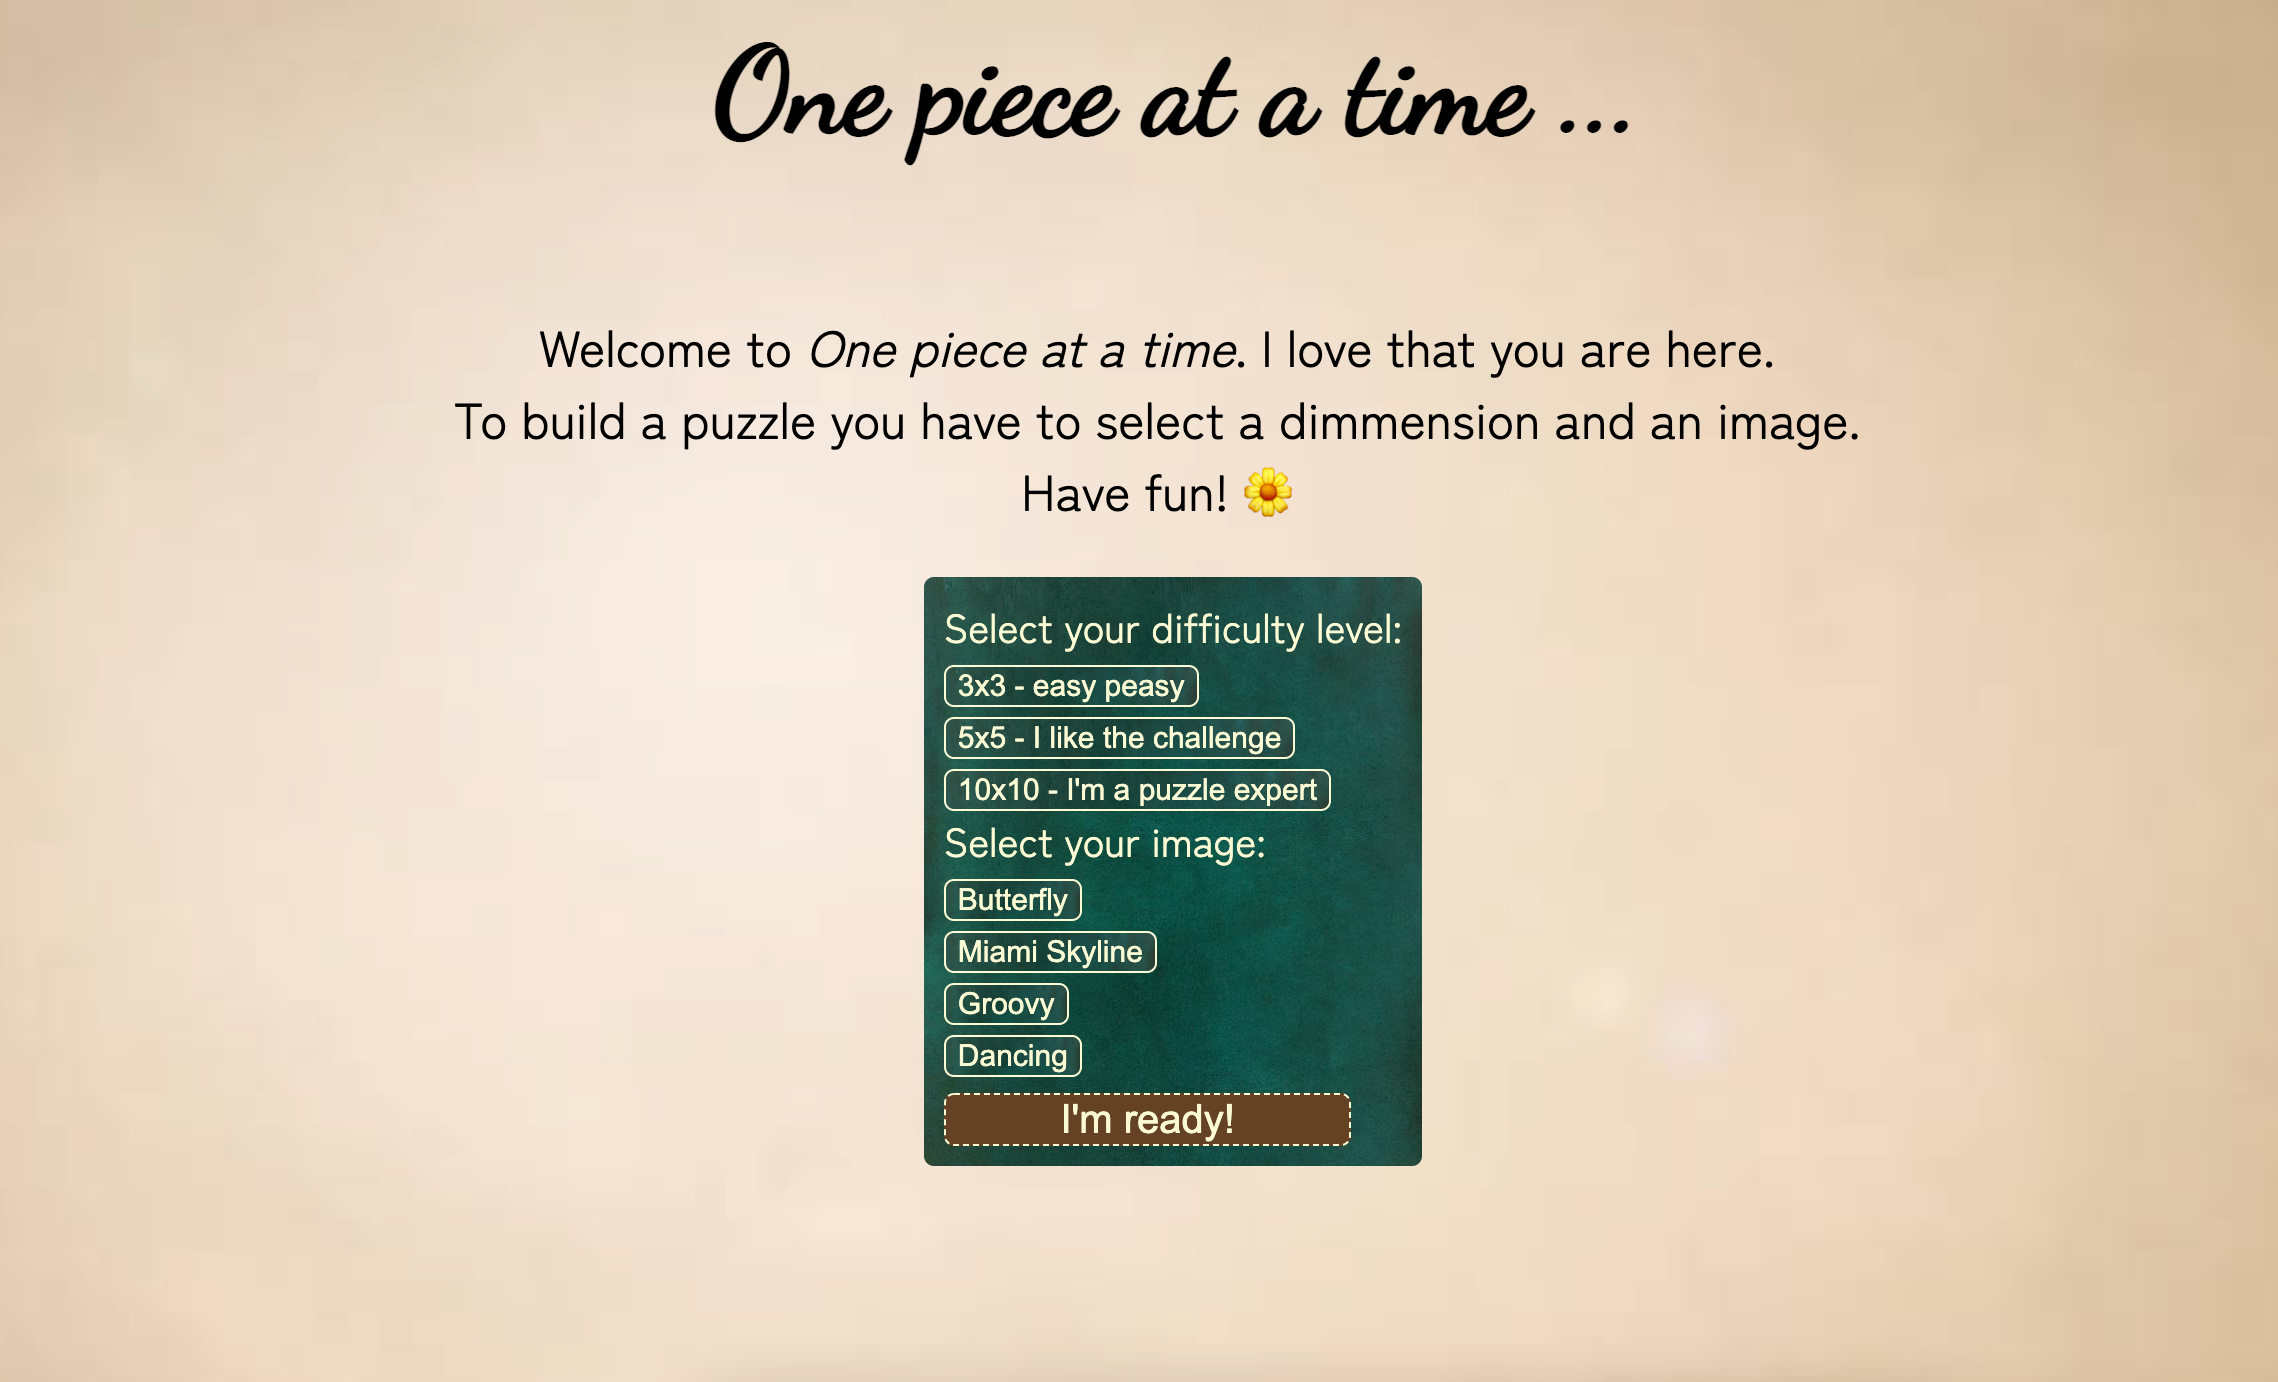 One piece at a time ...
Welcome to One piece at a time. I love that you are here.
To build a puzzle you have to select a dimmension and an image.
Have fun! 🌼
Select your difficulty level:
3x3 - easy peasy
5x5 - I like the challenge
10x10 - I'm a puzzle expert
Select your image:
Butterfly
Miami Skyline
Groovy
Dancing
I'm ready!